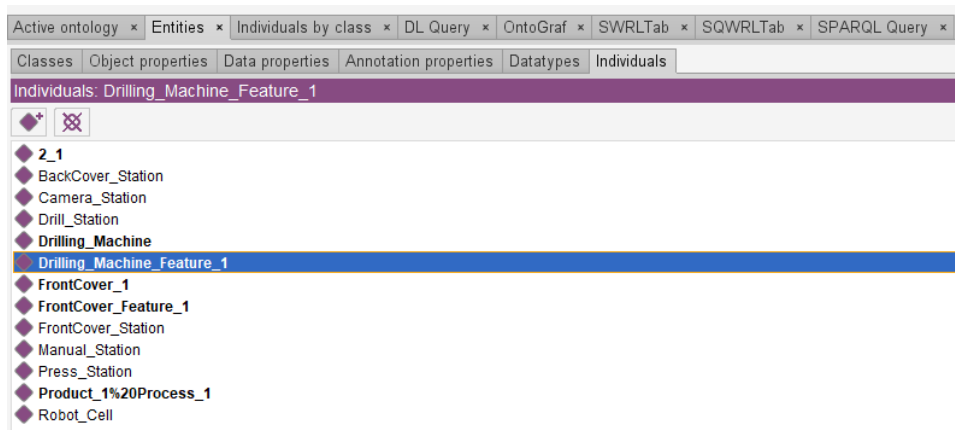 Active ontology × Entities × Individuals by class × DL Query × OntoGraf × SWRLTab × SQWRLTab × SPARQL Query ×
Classes Object properties Data properties Annotation properties Datatypes Individuals
Individuals: Drilling_Machine_Feature_1
2_1
BackCover_Station
Camera_Station
Drill_Station
Drilling_Machine
Drilling_Machine_Feature_1
FrontCover_1
FrontCover_Feature_1
FrontCover_Station
Manual_Station
Press_Station
Product_1%20Process_1
Robot_Cell